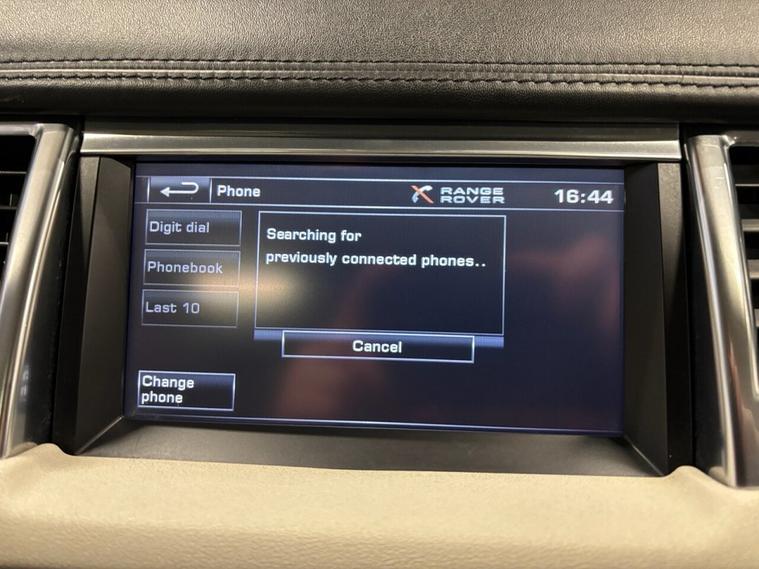 Phone
RANGE
ROVER
16:44
Digit dial
Phonebook
Last 10
Searching for
previously connected phones..
Cancel
Change
phone